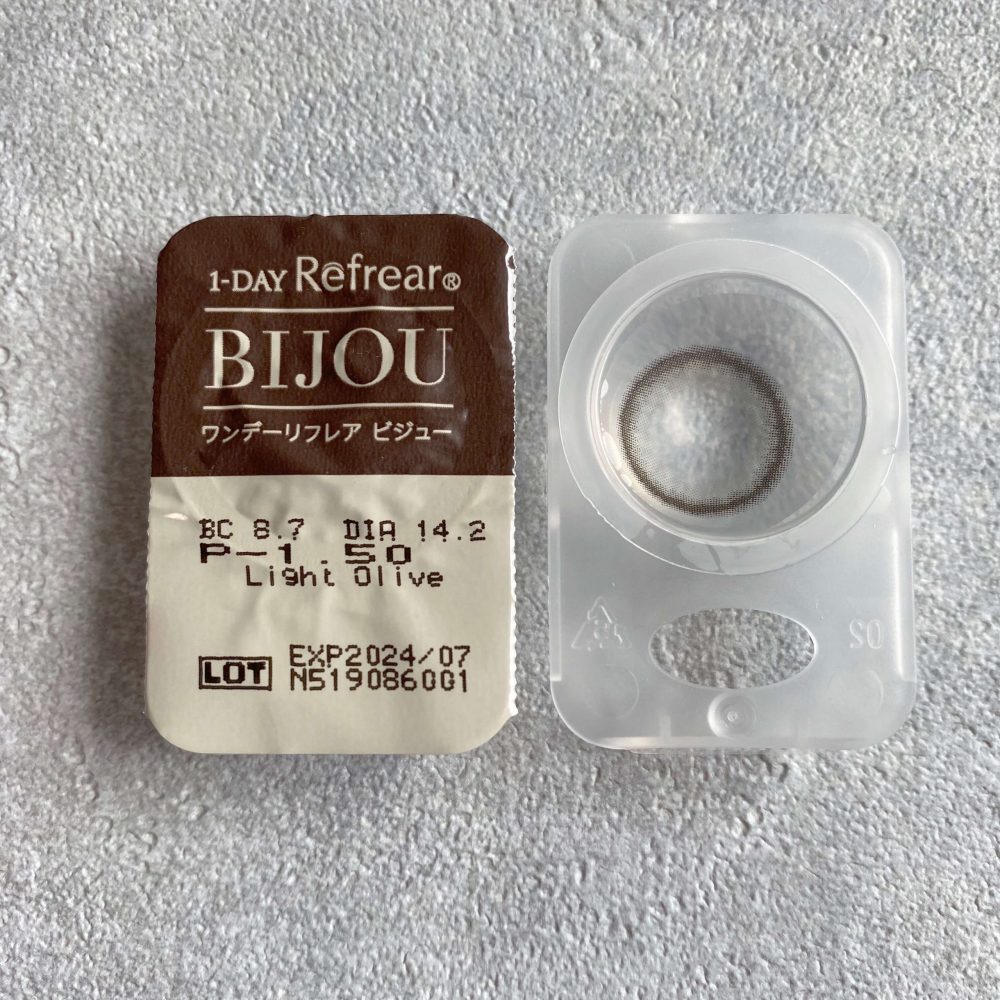 1-DAY Refrear®
BIJOU
ワンデーリフレア ビジュー
BC 8.7 DIA 14.2
P-1.50
Light Olive
LOT EXP2024/07
N519086001